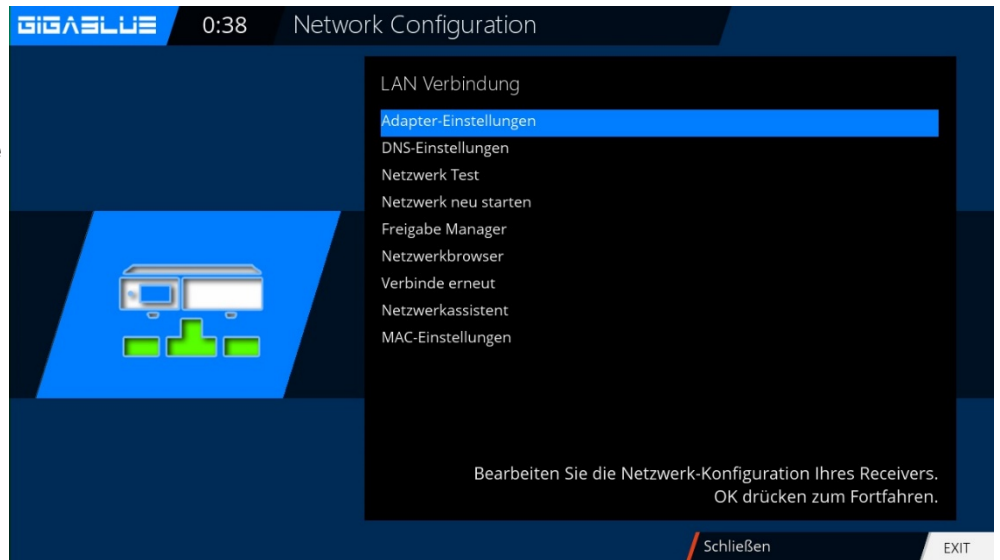 GIGABLUE
0:38
Network Configuration
LAN Verbindung
Adapter-Einstellungen
DNS-Einstellungen
Netzwerk Test
Netzwerk neu starten
Freigabe Manager
Netzwerkbrowser
Verbinde erneut
Netzwerkassistent
MAC-Einstellungen
Bearbeiten Sie die Netzwerk-Konfiguration Ihres Receivers.
OK drücken zum Fortfahren.
Schließen
EXIT